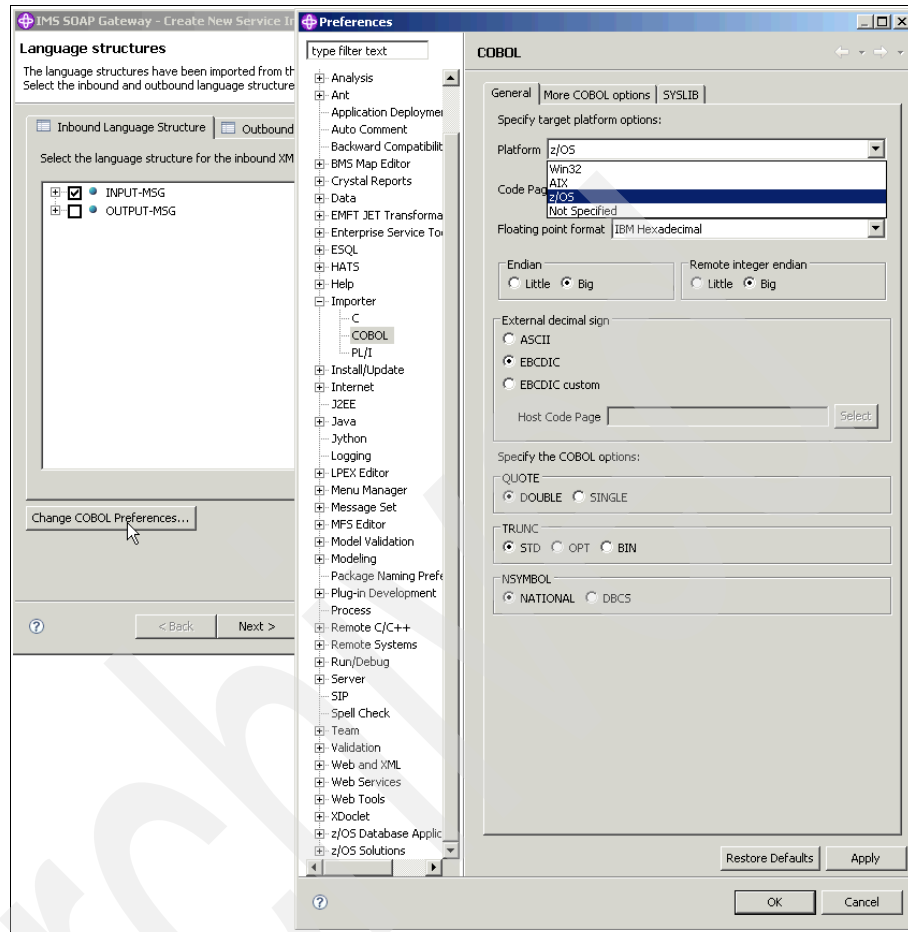 IMS SOAP Gateway - Create New Service In
Language structures
The language structures have been imported from th
Select the inbound and outbound language structure
Inbound Language Structure
Outbound
Select the language structure for the inbound XM
INPUT-MSG
OUTPUT-MSG
Change COBOL Preferences...
< Back
Next >
Preferences
type filter text
Analysis
Ant
Application Deploymen
Auto Comment
Backward Compatibilit
BMS Map Editor
Crystal Reports
Data
EMFT JET Transforma
Enterprise Service Too
ESQL
HATS
Help
Importer
C
COBOL
PL/I
Install/Update
Internet
J2EE
Java
Jython
Logging
LPEX Editor
Menu Manager
Message Set
MFS Editor
Model Validation
Modeling
Package Naming Prefe
Plug-in Development
Process
Remote C/C++
Remote Systems
Run/Debug
Server
SIP
Spell Check
Team
Validation
Web and XML
Web Services
Web Tools
XDoclet
z/OS Database Applic
z/OS Solutions
COBOL
General
More COBOL options
SYSLIB
Specify target platform options:
Platform z/OS
Win32
AIX
z/OS
Not Specified
Code Pag
Floating point format IBM Hexadecimal
Endian
Little Big
Remote integer endian
Little Big
External decimal sign
ASCII
EBCDIC
EBCDIC custom
Host Code Page Select
Specify the COBOL options:
QUOTE
DOUBLE SINGLE
TRUNC
STD OPT BIN
NSYMBOL
NATIONAL DBCS
Restore Defaults Apply
OK Cancel